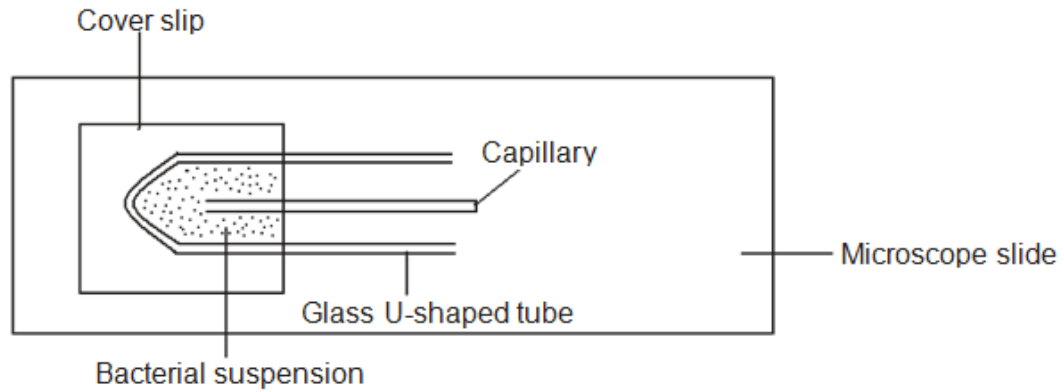 Cover slip
Capillary
Microscope slide
Glass U-shaped tube
Bacterial suspension